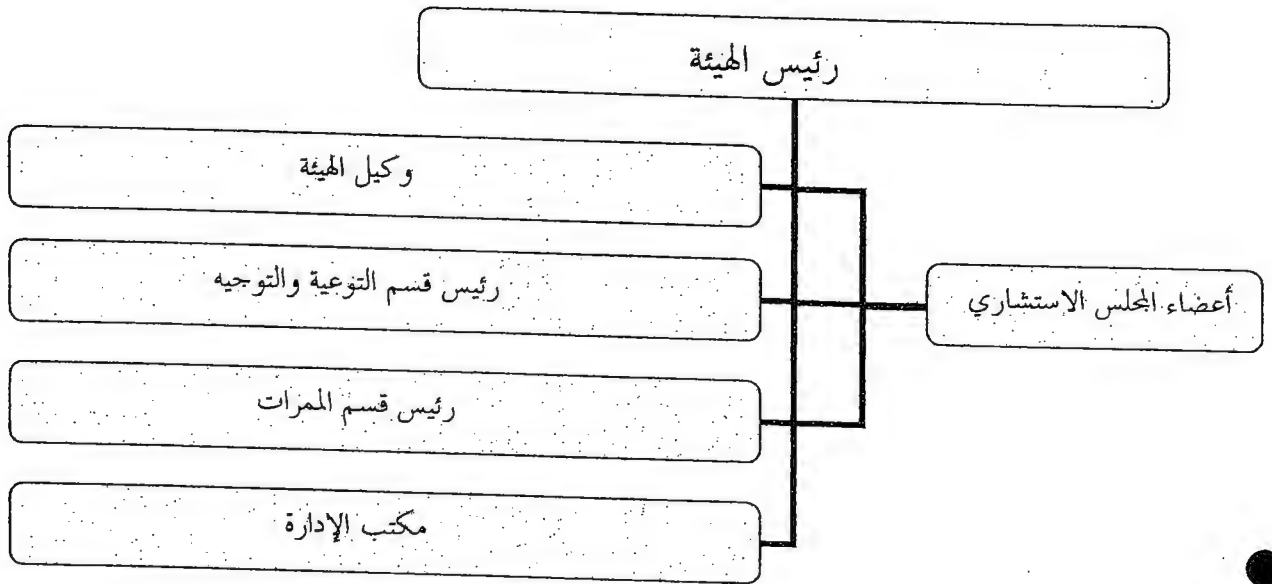 رئيس الهيئة
وكيل الهيئة
رئيس قسم التوعية والتوجيه
أعضاء المجلس الاستشاري
رئيس قسم الممرات
مكتب الإدارة